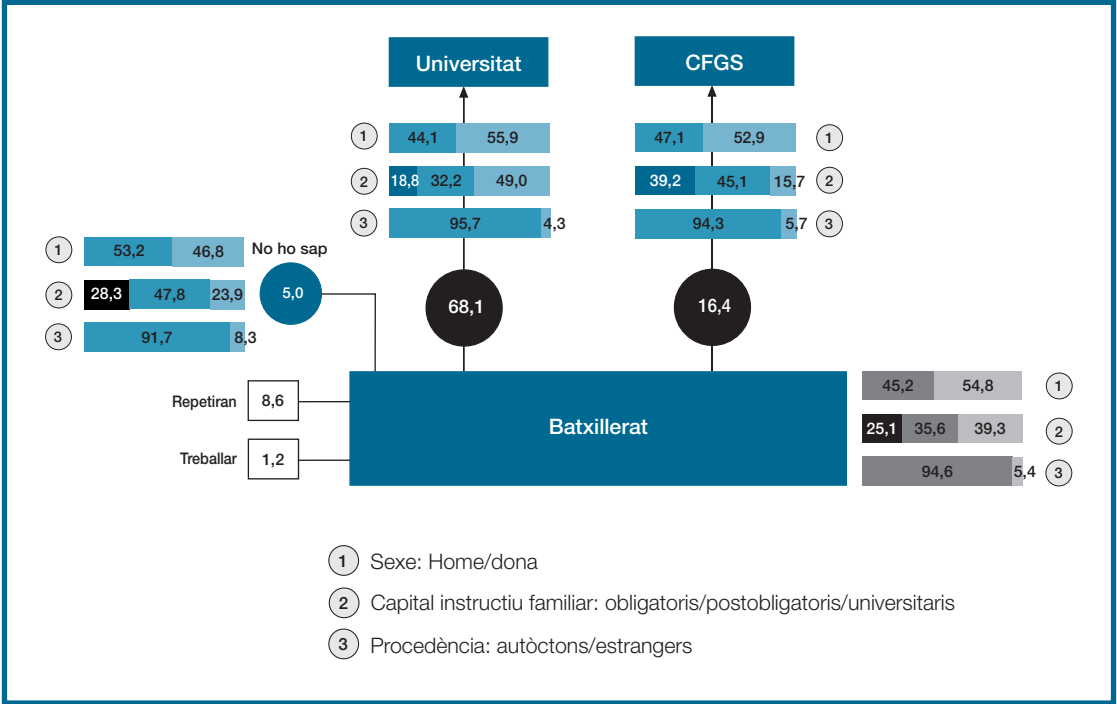 Universitat
CFGS
1 44,1 55,9
47,1 52,9 1
2 18,8 32,2 49,0
39,2 45,1 15,7 2
3 95,7 4,3
94,3 5,7 3
1 53,2 46,8
No ho sap
2 28,3 47,8 23,9
5,0
68,1
16,4
3 91,7 8,3
Repetiran 8,6
Treballar 1,2
Batxillerat
45,2 54,8 1
25,1 35,6 39,3 2
94,6 5,4 3
1 Sexe: Home/dona
2 Capital instructiu familiar: obligatoris/postobligatoris/universitaris
3 Procedència: autòctons/estrangers